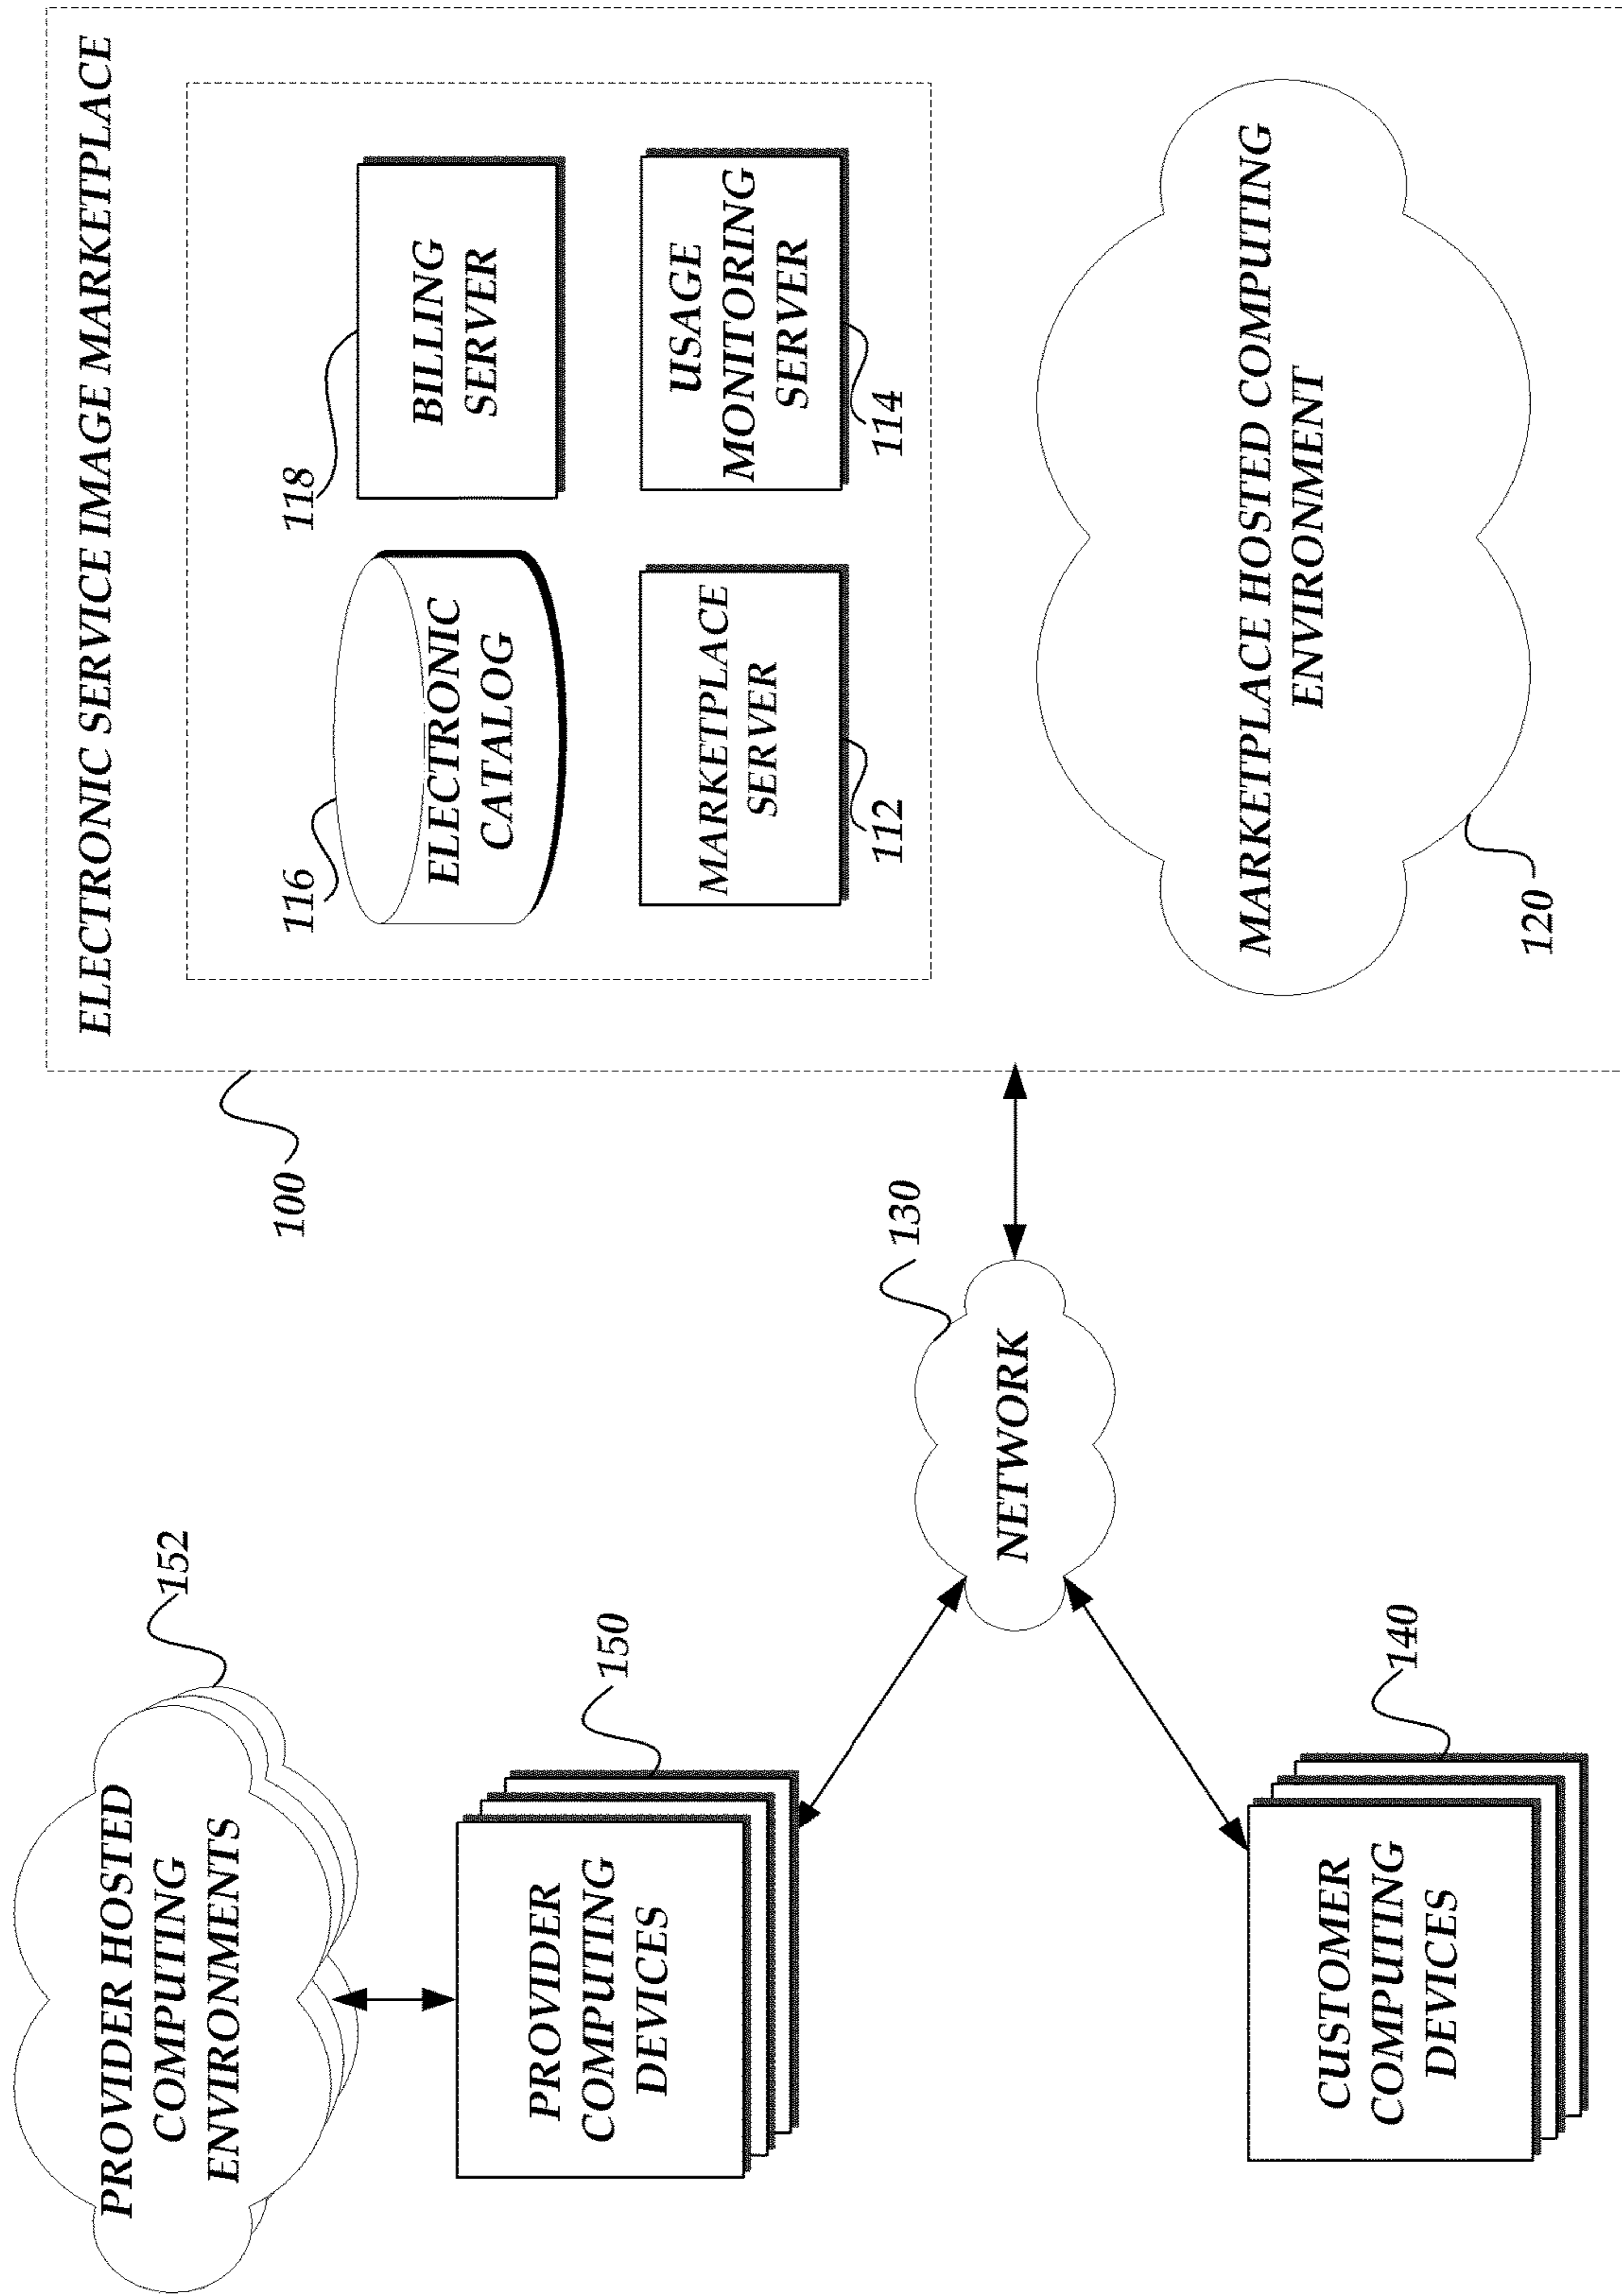 PROVIDER HOSTED
COMPUTING
ENVIRONMENTS
152
PROVIDER
COMPUTING
DEVICES
150
CUSTOMER
COMPUTING
DEVICES
140
NETWORK
130
100
ELECTRONIC SERVICE IMAGE MARKETPLACE
116
ELECTRONIC
CATALOG
118
BILLING
SERVER
MARKETPLACE
SERVER
112
USAGE
MONITORING
SERVER
114
MARKETPLACE HOSTED COMPUTING
ENVIRONMENT
120